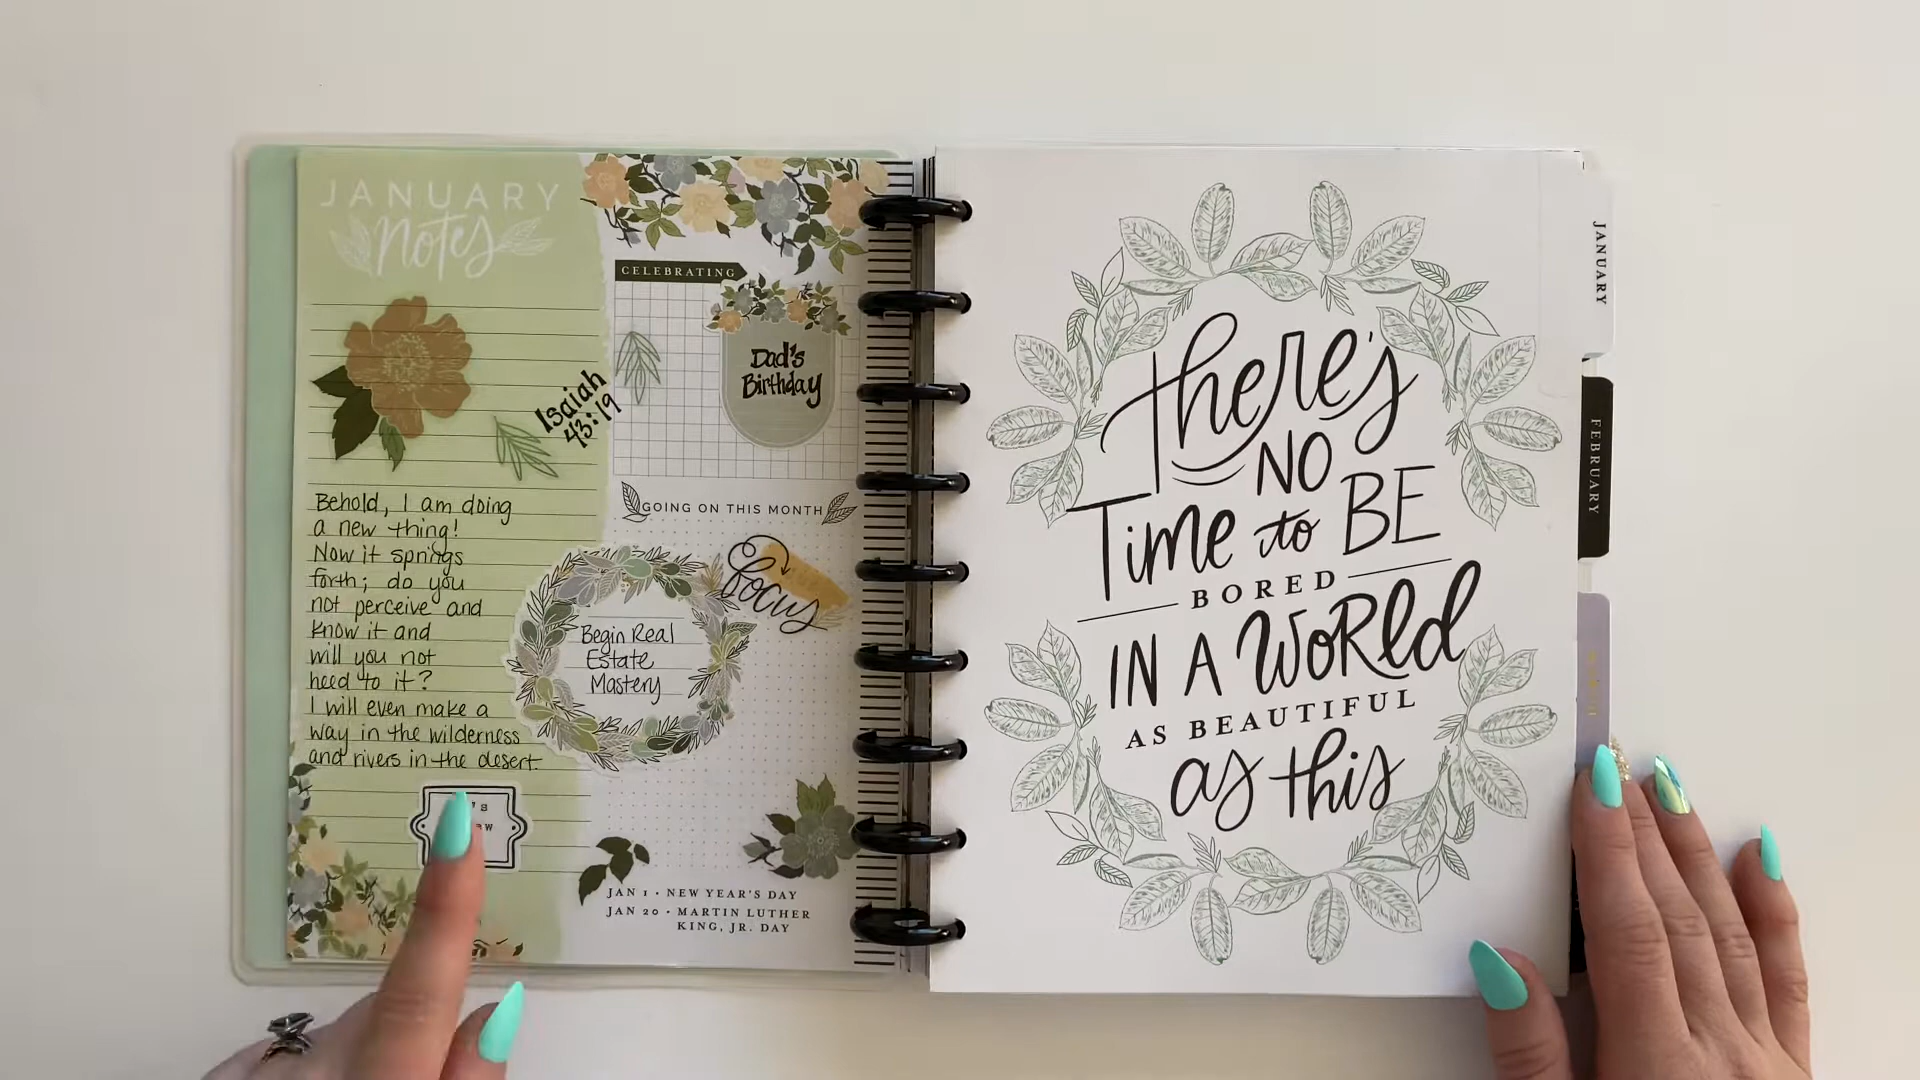 JANUARY
notes
CELEBRATING
Dad's
Birthday
Isaiah
43:19
Behold, I am doing
a new thing!
Now it springs
forth; do you
not perceive and
know it and
will you not
heed to it?
I will even make a
way in the wilderness
and rivers in the desert.
GOING ON THIS MONTH
focus
Begin Real
Estate
Mastery
JAN 1 • NEW YEAR'S DAY
JAN 20 • MARTIN LUTHER
KING, JR. DAY
there's
NO
Time to BE
BORED
IN A WoRld
AS BEAUTIFUL
as this
JANUARY
FEBRUARY